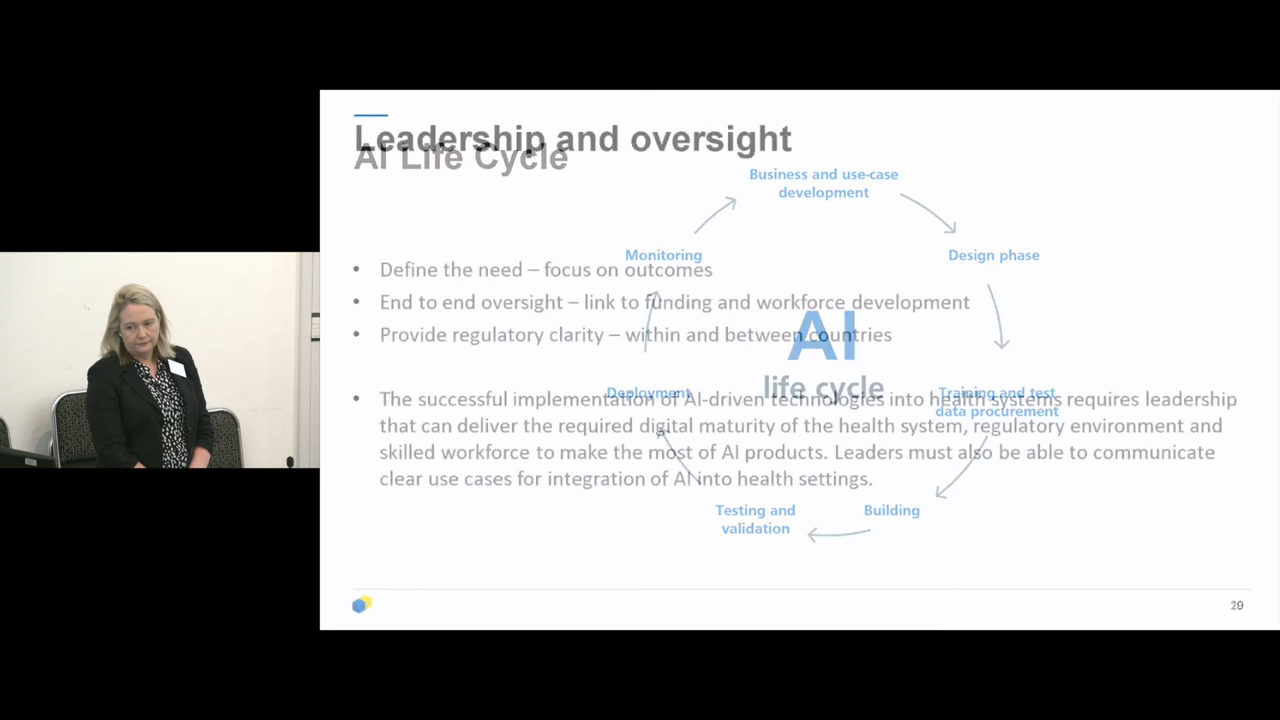 Leadership and oversight
AI Life Cycle
Business and use-case
development
Monitoring
Design phase
• Define the need – focus on outcomes
• End to end oversight – link to funding and workforce development
• Provide regulatory clarity – within and between countries
AI
life cycle
Deployment
Training and test
data procurement
• The successful implementation of AI-driven technologies into health systems requires leadership
that can deliver the required digital maturity of the health system, regulatory environment and
skilled workforce to make the most of AI products. Leaders must also be able to communicate
clear use cases for integration of AI into health settings.
Testing and
validation
Building